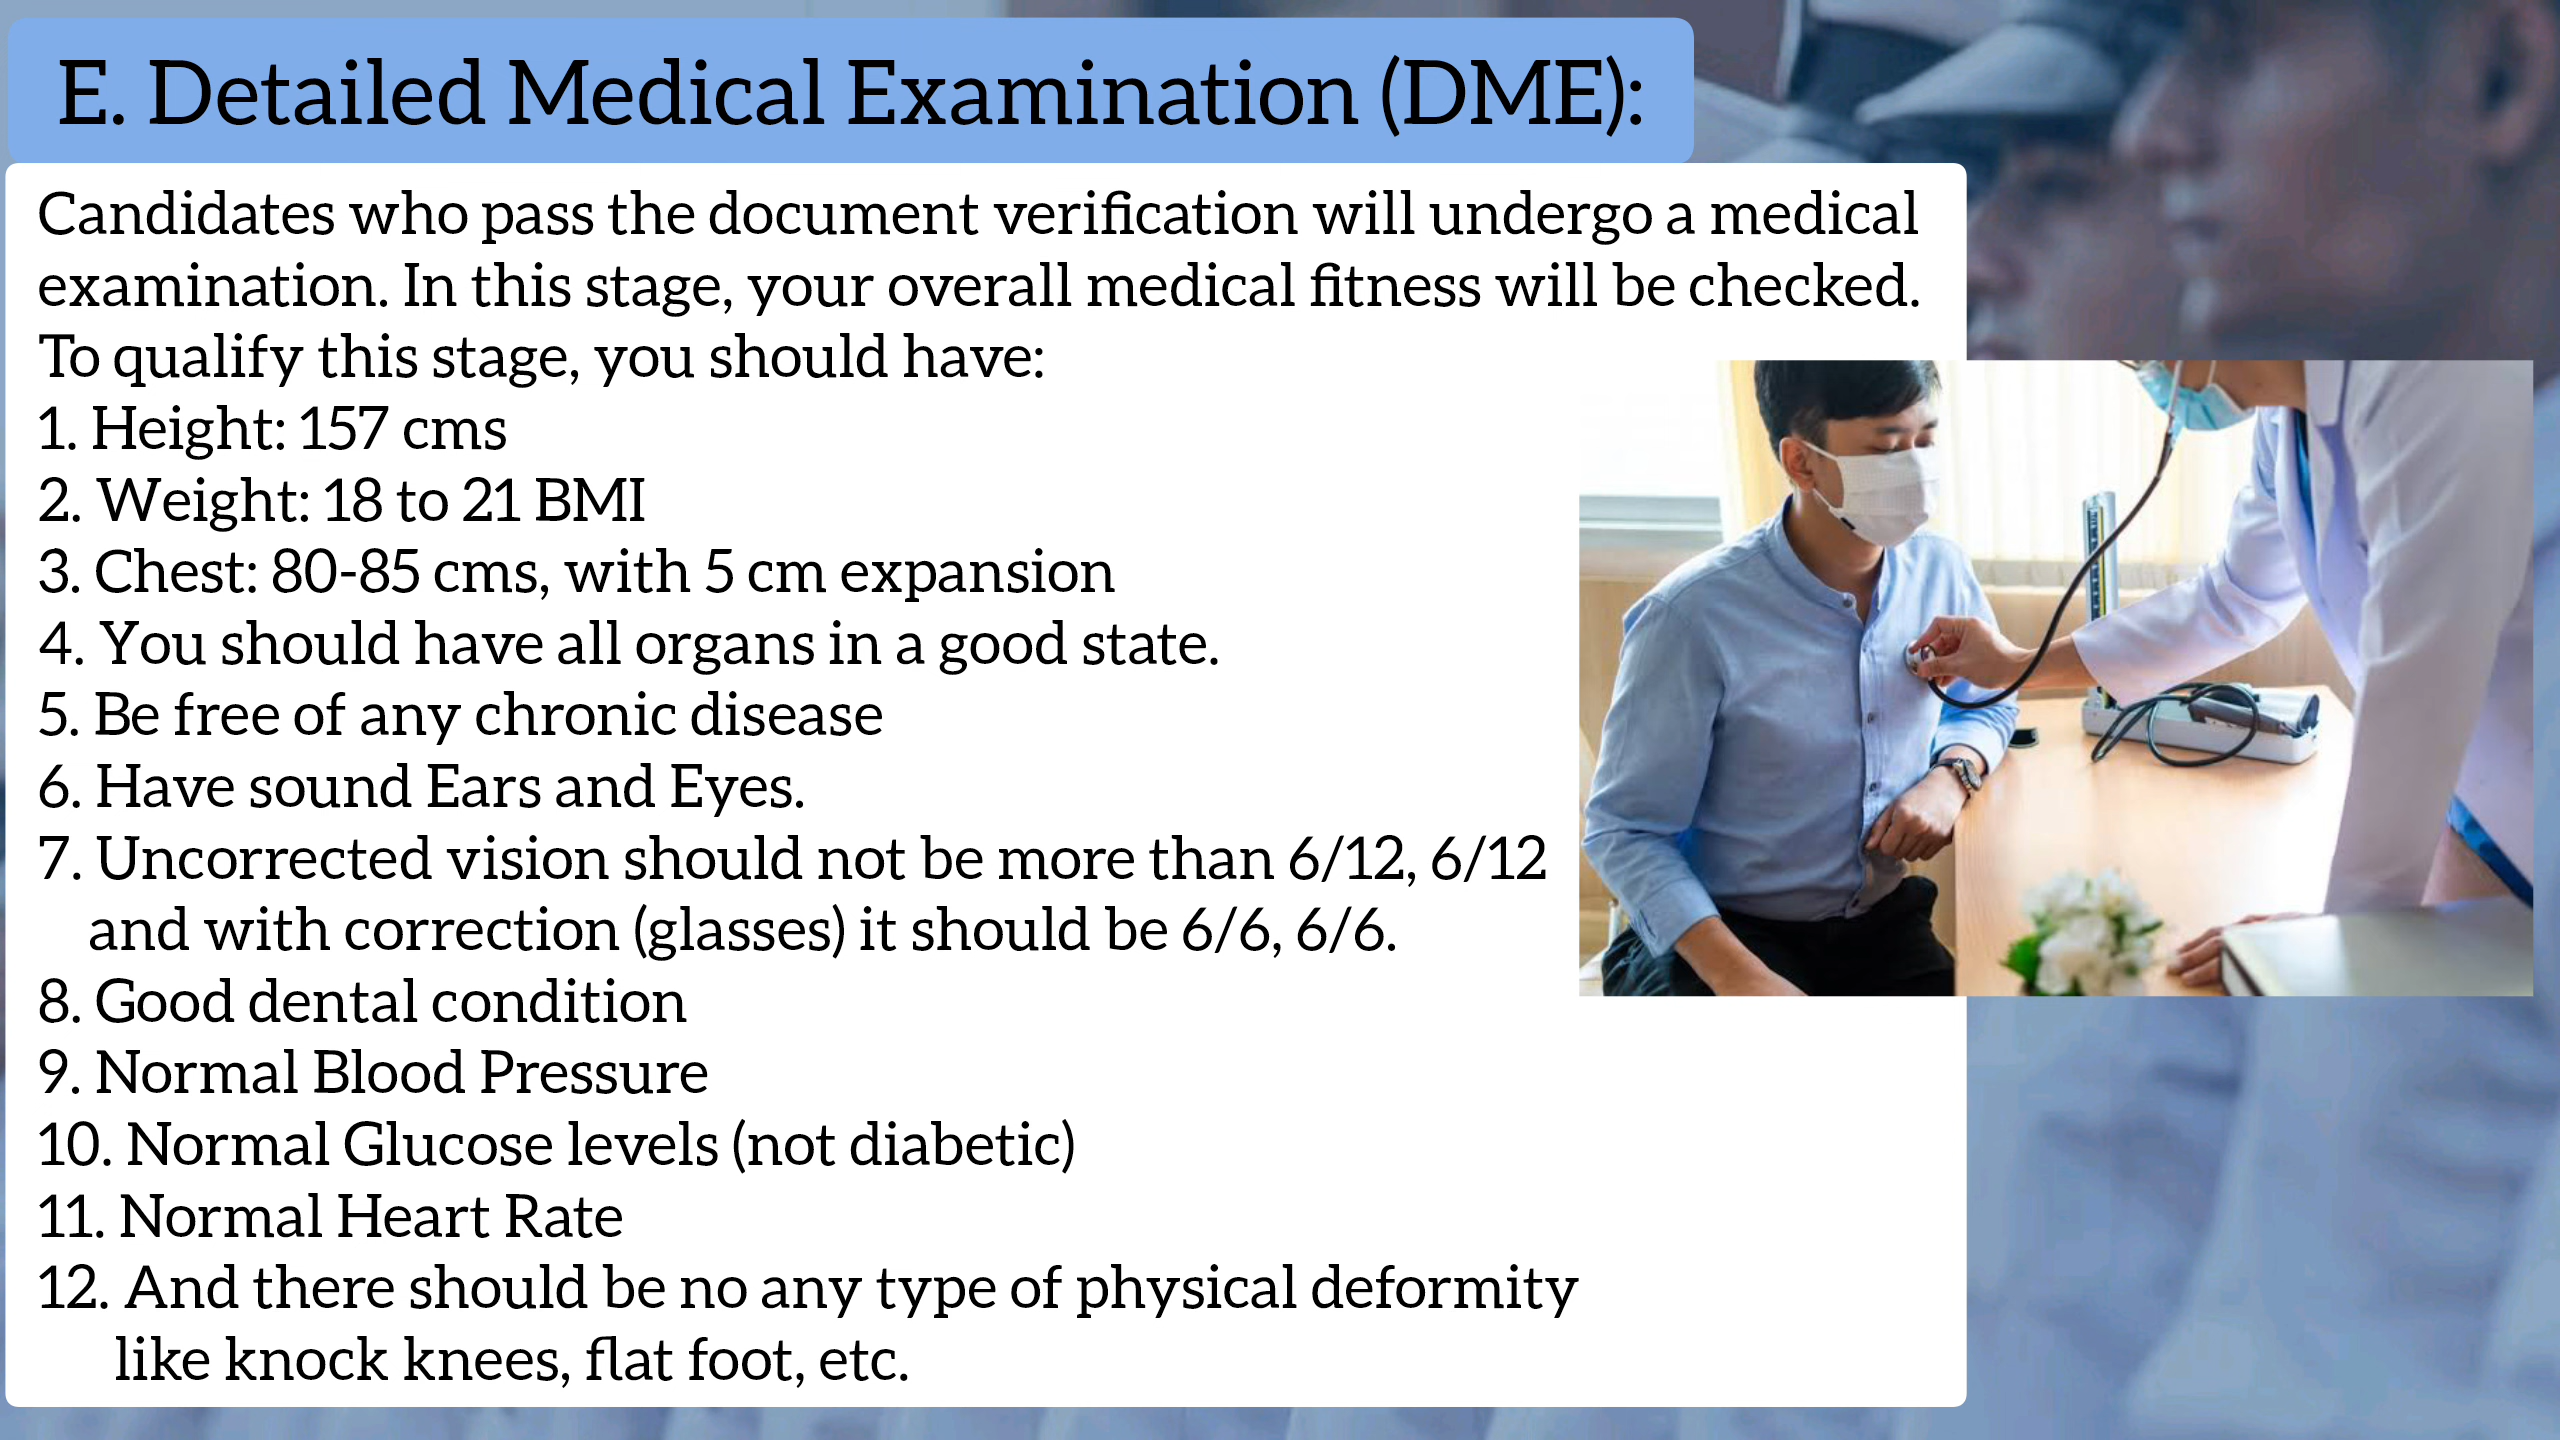 E. Detailed Medical Examination (DME):
Candidates who pass the document verification will undergo a medical
examination. In this stage, your overall medical fitness will be checked.
To qualify this stage, you should have:
1. Height: 157 cms
2. Weight: 18 to 21 BMI
3. Chest: 80-85 cms, with 5 cm expansion
4. You should have all organs in a good state.
5. Be free of any chronic disease
6. Have sound Ears and Eyes.
7. Uncorrected vision should not be more than 6/12, 6/12
and with correction (glasses) it should be 6/6, 6/6.
8. Good dental condition
9. Normal Blood Pressure
10. Normal Glucose levels (not diabetic)
11. Normal Heart Rate
12. And there should be no any type of physical deformity
like knock knees, flat foot, etc.